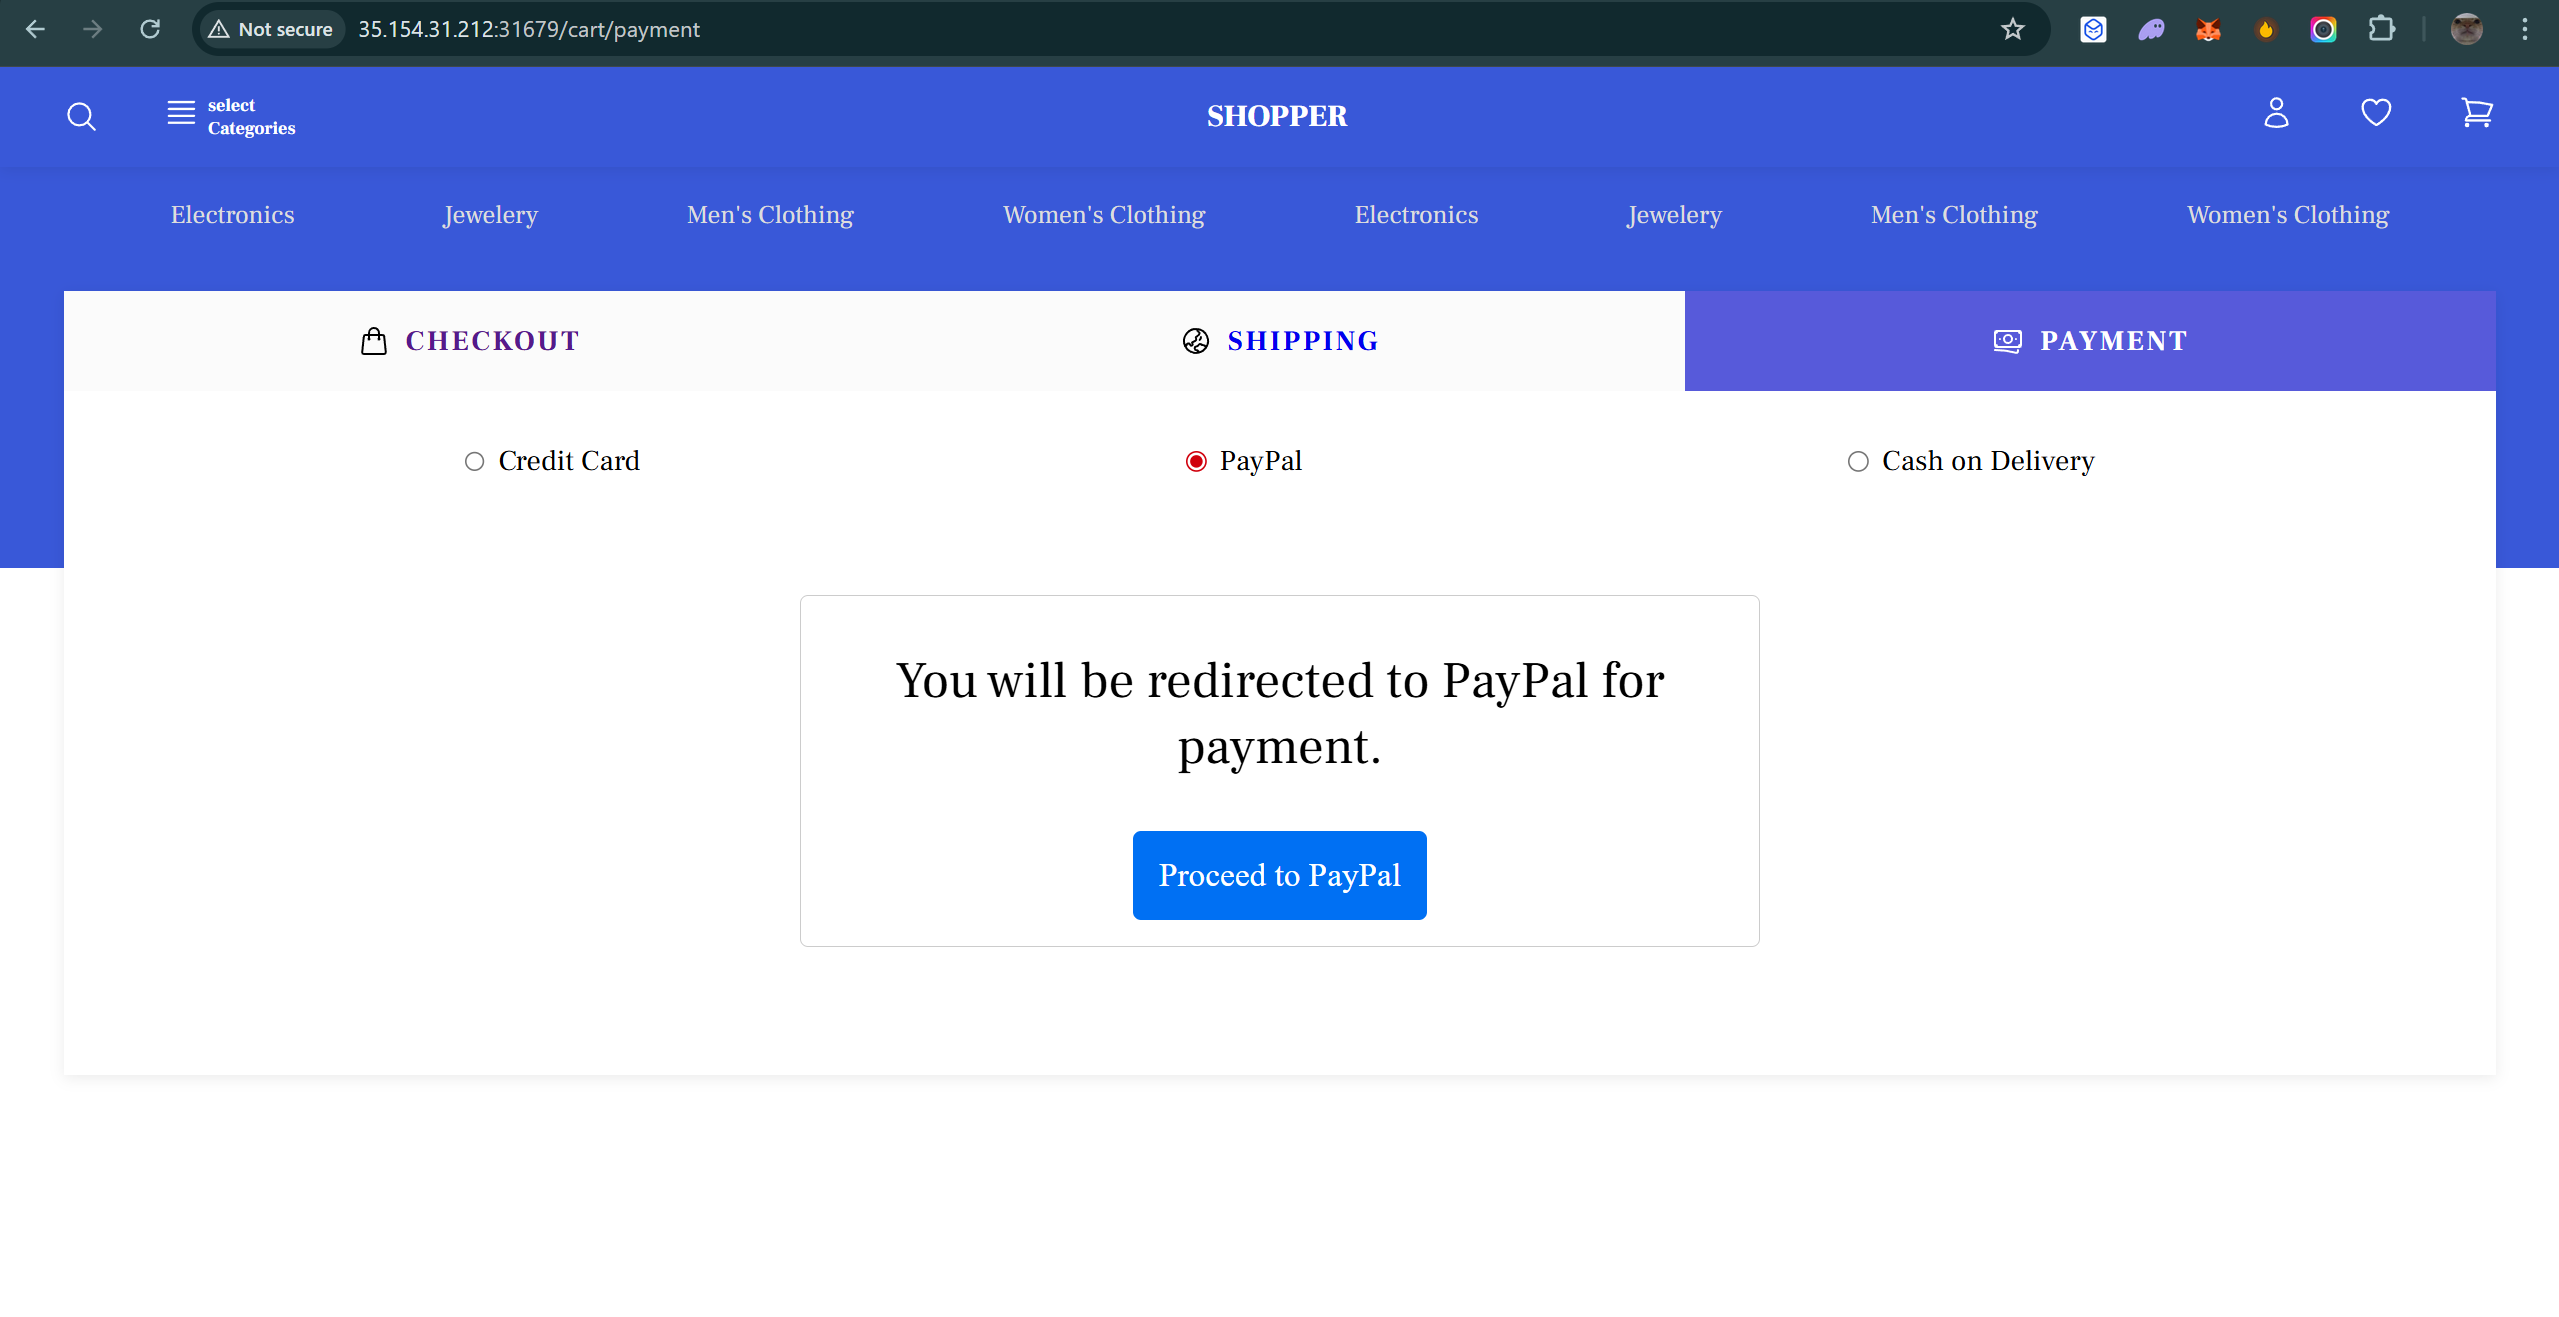 Not secure
35.154.31.212:31679/cart/payment
select
Categories
SHOPPER
Electronics
Jewelery
Men's Clothing
Women's Clothing
Electronics
Jewelery
Men's Clothing
Women's Clothing
CHECKOUT
SHIPPING
PAYMENT
Credit Card
PayPal
Cash on Delivery
You will be redirected to PayPal for
payment.
Proceed to PayPal